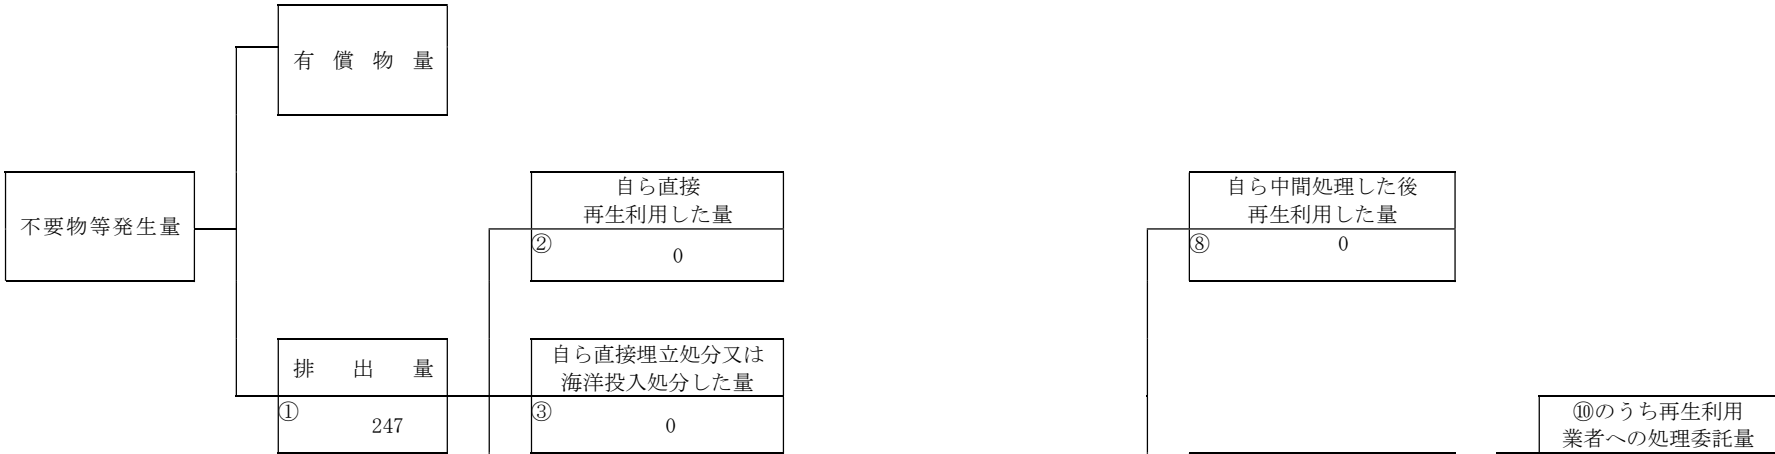 有償物量
不要物等発生量
自ら直接
再生利用した量
②
0
自ら中間処理した後
再生利用した量
⑧
0
排出量
①
247
自ら直接埋立処分又は
海洋投入処分した量
③
0
⑩のうち再生利用
業者への処理委託量